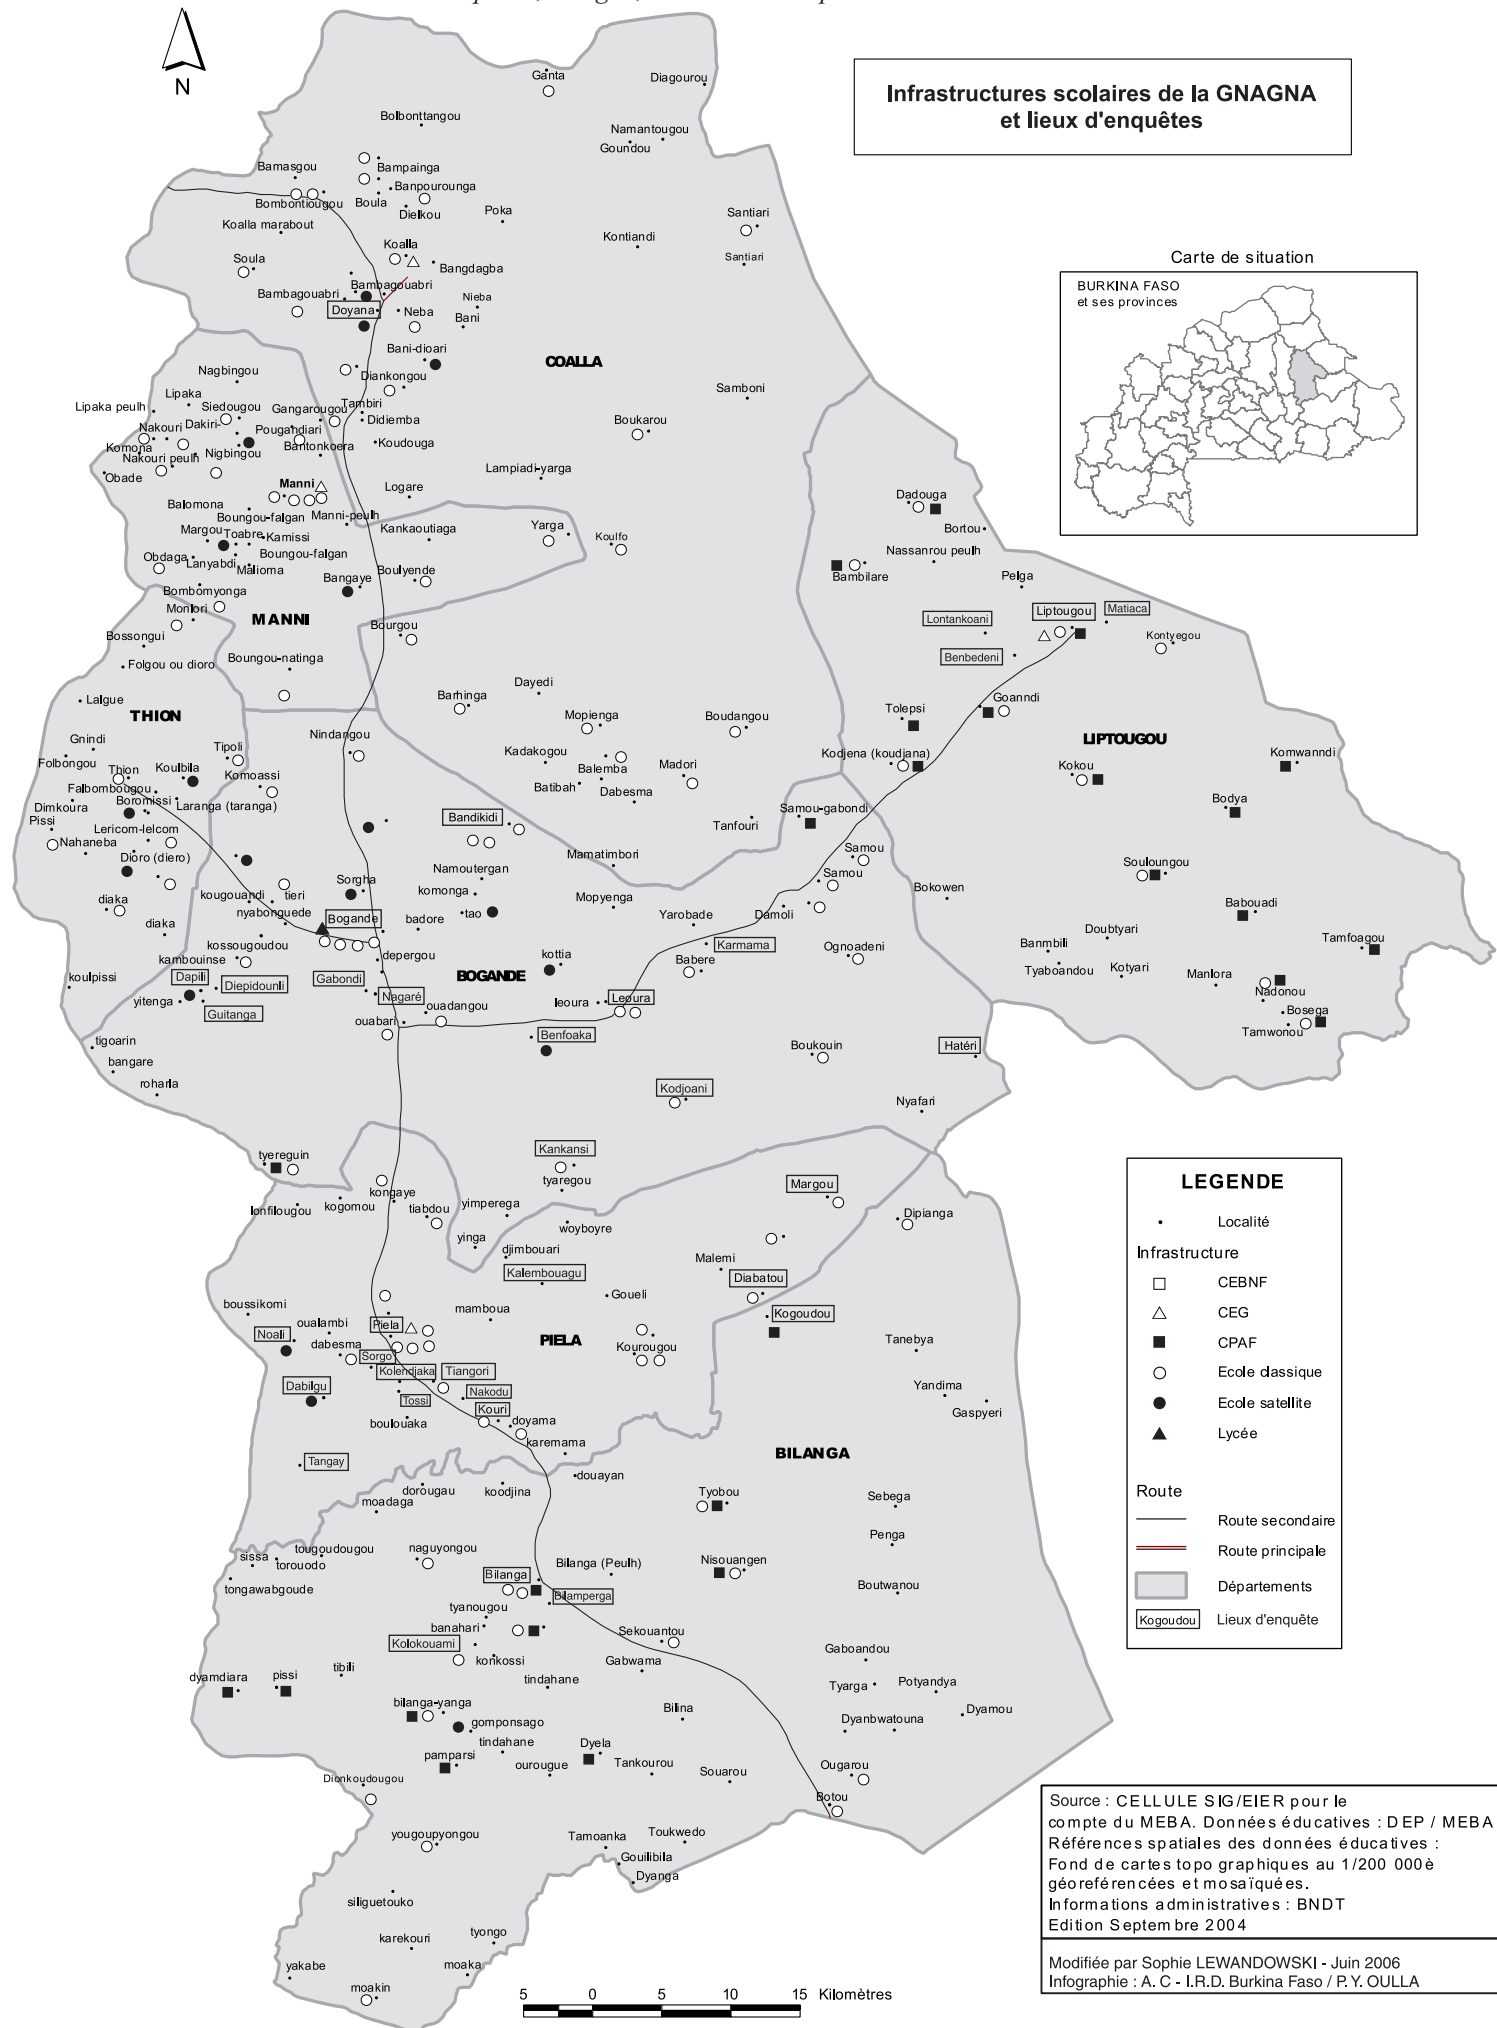 N
Infrastructures scolaires de la GNAGNA
et lieux d'enquêtes
Ganta
Diagourou
Bolbonttangou
Namantougou
Goundou
Bamasgou
Bampainga
Banpourounga
Bombontiougou
Boula
Dielkou
Poka
Santiari
Koalla marabout
Koalla
Kontiandi
Santiari
Soula
Bangdagba
Bambagouabri
Bambagouabri
Doyana
Neba
Nieba
Bani
Bani-dioari
COALLA
Carte de situation
BURKINA FASO
et ses provinces
Nagbingou
Diankongou
Samboni
Lipaka
Lipaka peulh
Siedougou
Gangarougou
Tambiri
Didiemba
Boukarou
Nakouri
Dakiri-
Pougandiari
Komona
Bantonkoera
Koudouga
Nakouri peulh
Nigbingou
Obade
Lampiadi-yarga
Manni
Logare
Dadouga
Balomona
Boungou-falgan
Manni-peulh
Bortou
Margou
Toabre
Kamissi
Kankaoutiaga
Yarga
Koulfo
Obdaga
Lanyabdi
Boungou-falgan
Malioma
Nassanrou peulh
Bambilare
Bangaye
Boulyende
Pelga
Bombomyonga
Monlori
MANNI
Liptougou
Matiaca
Lontankoani
Bossongui
Bourgou
Kontyegou
Benbedeni
Folgou ou dioro
Boungou-natinga
Lalgue
Barhinga
Dayedi
Goanndi
THION
Mopienga
Boudangou
Tolepsi
LIPTOUGOU
Gnindi
Nindangou
Folbongou
Tipoli
Kadakogou
Kodjena (koudiana)
Komwanndi
Thion
Koulbila
Komoassi
Balemba
Madori
Kokou
Falbombougou
Batibah
Dabesma
Dimkoura
Boromissi
Laranga (taranga)
Bodya
Pissi
Lericom-lelcom
Bandikidi
Tanfouri
Samou-gabondi
Nahaneba
Dioro (diero)
Mamatimbori
Samou
Souloungou
Namoutergan
Samou
Sorgha
komonga
Bokowen
diaka
kougouandi
tieri
Mopyenga
Babouadi
nyabonguede
Bogande
badore
tao
Yarobade
Damoli
diaka
kossougoudou
Karmama
Ognoadeni
Doubtyari
Tamfoagou
kambouinse
depergou
BOGANDE
kottia
Babere
Banmbili
koulpissi
Dapili
Diepidounli
Gabondi
Tyaboandou
Kotyari
Manlora
yitenga
Nagaré
Guitanga
leoura
Leoura
Nadonou
ouabari
ouadangou
Bosega
Benfoaka
Tamwonou
tigoarin
Boukouin
Hatéri
bangare
roharla
Kodjoani
Nyafari
tyereguin
Kankansi
tyaregou
Margou
lonfilougou
kogomou
kongaye
tiabdou
yimperega
Dipianga
woyboyre
yinga
djimbouari
Malemi
Kalembouagu
Diabatou
boussikomi
Goueli
Kogoudou
oualambi
Piela
mamboua
PIELA
Noali
dabesma
Kourougou
Tanebya
Sorgo
Kolendjaka
Tiangori
Dabilgu
Tossi
Nakodu
Yandima
Gaspyeri
boulouaka
Kouri
doyama
karemama
BILANGA
Tangay
douayan
dorougau
koodjina
Tyobou
Sebega
moadaga
Penga
sissa
tougoudougou
torouodo
naguyongou
Bilanga (Peulh)
Nisouangen
Bilanga
Boutwanou
tongawabgoude
Bilamperga
tyanougou
banahari
Sekouantou
Kolokouami
konkossi
Gaboandou
Gabwama
dyamdiara
pissi
tibili
tindahane
Tyarga
Potyandya
bilanga-yanga
Bilina
Dyamou
gomponsago
Dyanbwatouna
tindahane
Dyela
pamparsi
ourougue
Tankourou
Ougarou
Dionkoudougou
Souarou
Botou
yougoupyongou
Toukwedo
Tamoanka
Gouilibila
Dyanga
siliguetouko
tyongo
karekouri
yakabe
moaka
moakin
5 0 5 10 15 Kilomètres
LEGENDE
Localité
Infrastructure
CEBNF
CEG
CPAF
Ecole classique
Ecole satellite
Lycée
Route
Route secondaire
Route principale
Départements
Kogoudou Lieux d'enquête
Source : CELLULE SIG/EIER pour le
compte du MEBA. Données éducatives : DEP / MEBA
Références spatiales des données éducatives :
Fond de cartes topo graphiques au 1/200 000è
géoreférencées et mosaïquées.
Informations administratives : BNDT
Edition Septembre 2004
Modifiée par Sophie LEWANDOWSKI - Juin 2006
Infographie : A. C - I.R.D. Burkina Faso / P. Y. OULLA